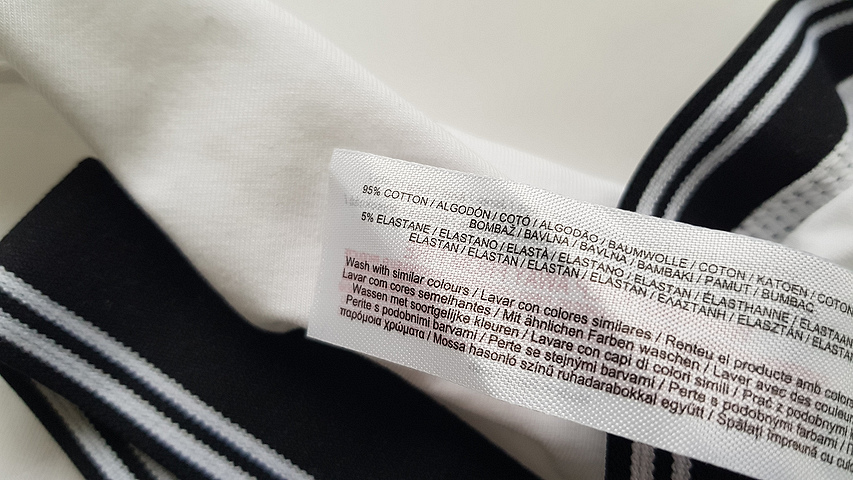 95% COTTON / ALGODÓN / COTÓ / ALGODÃO / BAUMWOLLE / COTON / KATOEN / COTON
BOMBAŽ / BAVLNA / BAVLNA / BAMBAKI / PAMUT / BUMBAC
5% ELASTANE / ELASTANO / ELASTÀ / ELASTANO / ELASTAN / ÉLASTHANNE / ELASTAAN
ELASTAN / ELASTAN / ELASTAN / ELASTAN / ΕΛΑΣΤΑΝΗ / ELASZTÁN / ELASTAN
Wash with similar colours / Lavar con colores similares / Renteu el producte amb colors
Lavar com cores semelhantes / Mit ähnlichen Farben waschen / Laver avec des couleurs
Wassen met soortgelijke kleuren / Lavare con capi di colori simili / Prać z podobnymi
Perite s podobnimi barvami / Perte se stejnými barvami / Perte s podobnými farbami /
παρόμοια χρώματα / Mossa hasonló színű ruhadarabokkal együtt / Spălați împreună cu